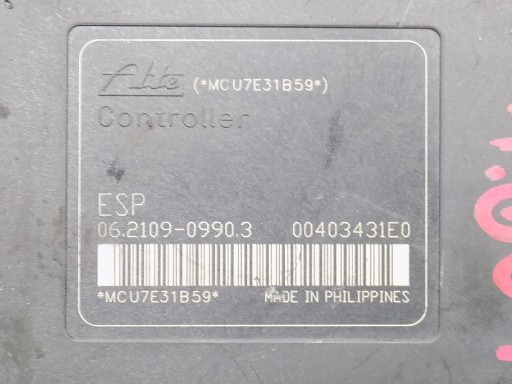 Ate (*MCU7E31B59*)
Controller
ESP
06.2109-0990.3 00403431E0
*MCU7E31B59* MADE IN PHILIPPINES